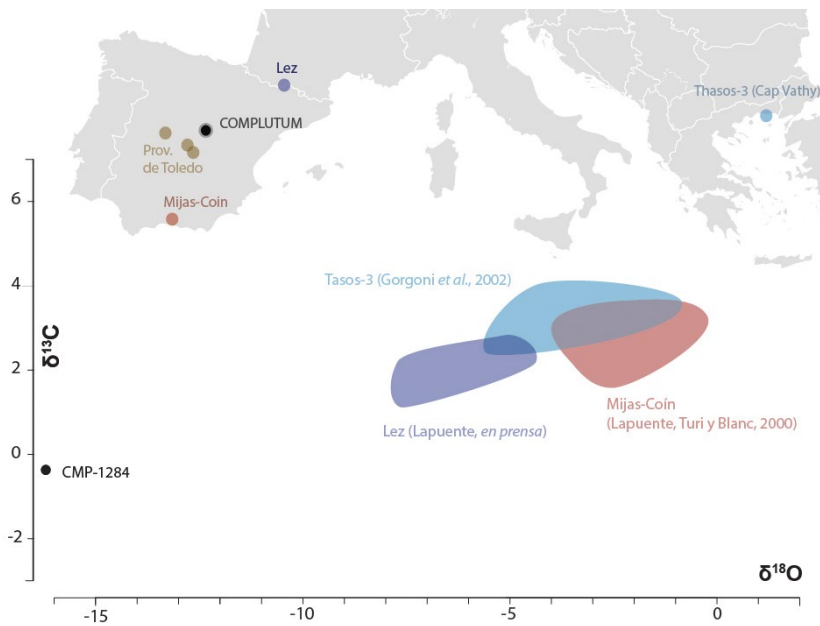 Lez
Thasos-3 (Cap Vathy)
COMPLUTUM
Prov.
de Toledo
Mijas-Coin
6
4
2
0
-2
δ13C
Tasos-3 (Gorgoni et al., 2002)
Mijas-Coín
(Lapuente, Turi y Blanc, 2000)
Lez (Lapuente, en prensa)
CMP-1284
δ18O
-15
-10
-5
0